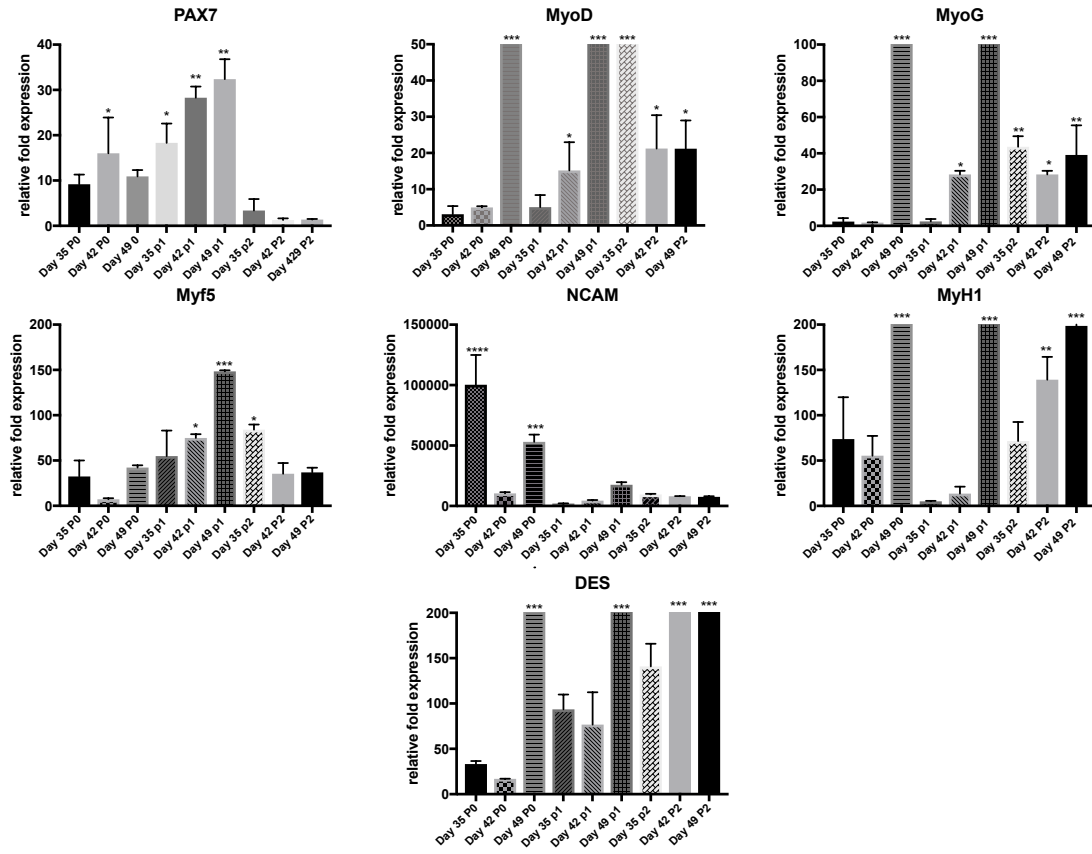 PAX7
relative fold expression
40
30
20
10
0
*
*
**
**
Day 35 P0
Day 42 P0
Day 49 0
Day 35 p1
Day 42 p1
Day 49 p1
Day 35 p2
Day 42 P2
Day 429 P2
MyoD
relative fold expression
50
40
30
20
10
0
***
*
***
***
*
*
Day 35 P0
Day 42 P0
Day 49 P0
Day 35 p1
Day 42 p1
Day 49 p1
Day 35 p2
Day 42 P2
Day 49 P2
MyoG
relative fold expression
100
80
60
40
20
0
***
*
***
**
*
**
Day 35 P0
Day 42 P0
Day 49 P0
Day 35 p1
Day 42 p1
Day 49 p1
Day 35 p2
Day 42 P2
Day 49 P2
Myf5
relative fold expression
200
150
100
50
0
*
***
*
Day 35 P0
Day 42 P0
Day 49 P0
Day 35 p1
Day 42 p1
Day 49 p1
Day 35 p2
Day 42 P2
Day 49 P2
NCAM
relative fold expression
150000
100000
50000
0
****
***
Day 35 P0
Day 42 P0
Day 49 P0
Day 35 p1
Day 42 p1
Day 49 p1
Day 35 p2
Day 42 P2
Day 49 P2
MyH1
relative fold expression
200
150
100
50
0
***
***
**
***
Day 35 P0
Day 42 P0
Day 49 P0
Day 35 p1
Day 42 p1
Day 49 p1
Day 35 p2
Day 42 P2
Day 49 P2
DES
relative fold expression
200
150
100
50
0
***
***
***
***
Day 35 P0
Day 42 P0
Day 49 P0
Day 35 p1
Day 42 p1
Day 49 p1
Day 35 p2
Day 42 P2
Day 49 P2